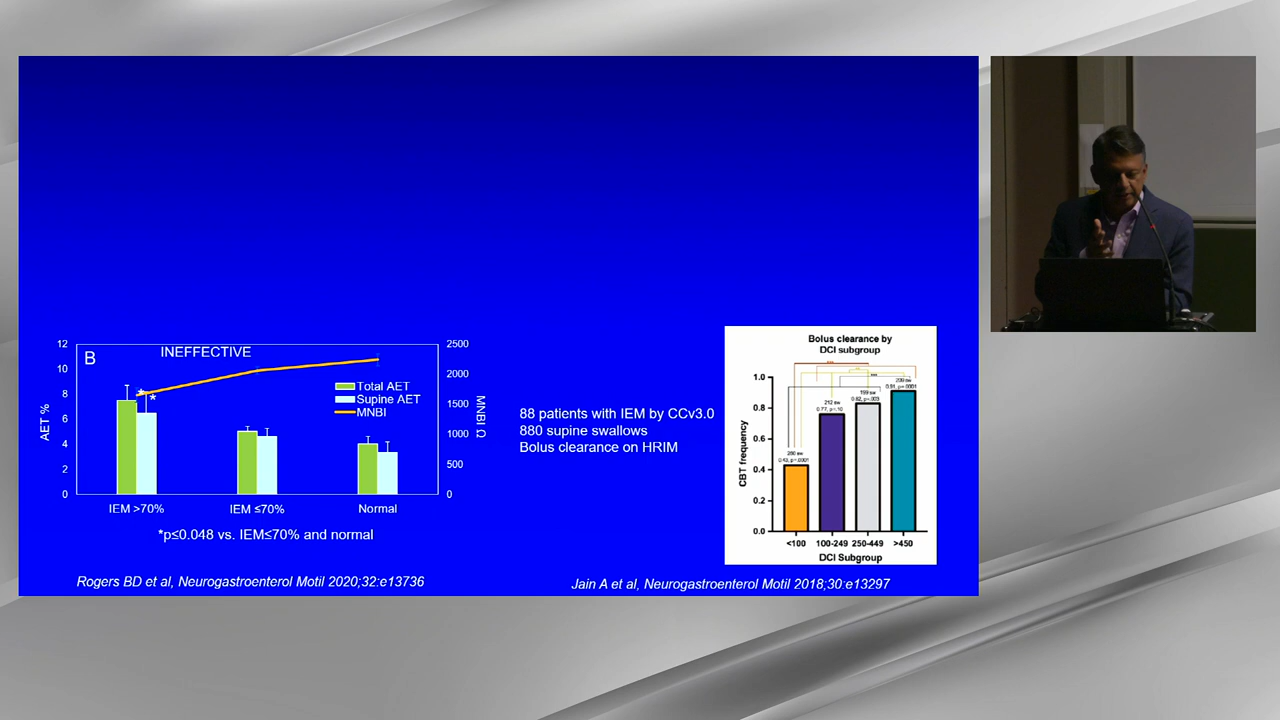 B
INEFFECTIVE
12
10
8
6
4
2
0
AET %
2500
2000
1500
1000
500
0
MNBI Ω
Total AET
Supine AET
MNBI
*
*
IEM >70%
IEM ≤70%
Normal
*p≤0.048 vs. IEM≤70% and normal
Rogers BD et al, Neurogastroenterol Motil 2020;32:e13736
88 patients with IEM by CCv3.0
880 supine swallows
Bolus clearance on HRIM
Bolus clearance by
DCI subgroup
1.0
0.8
0.6
0.4
0.2
0.0
CBT frequency
212 sw
<100
100-249
250-449
>450
DCI Subgroup
Jain A et al, Neurogastroenterol Motil 2018;30:e13297